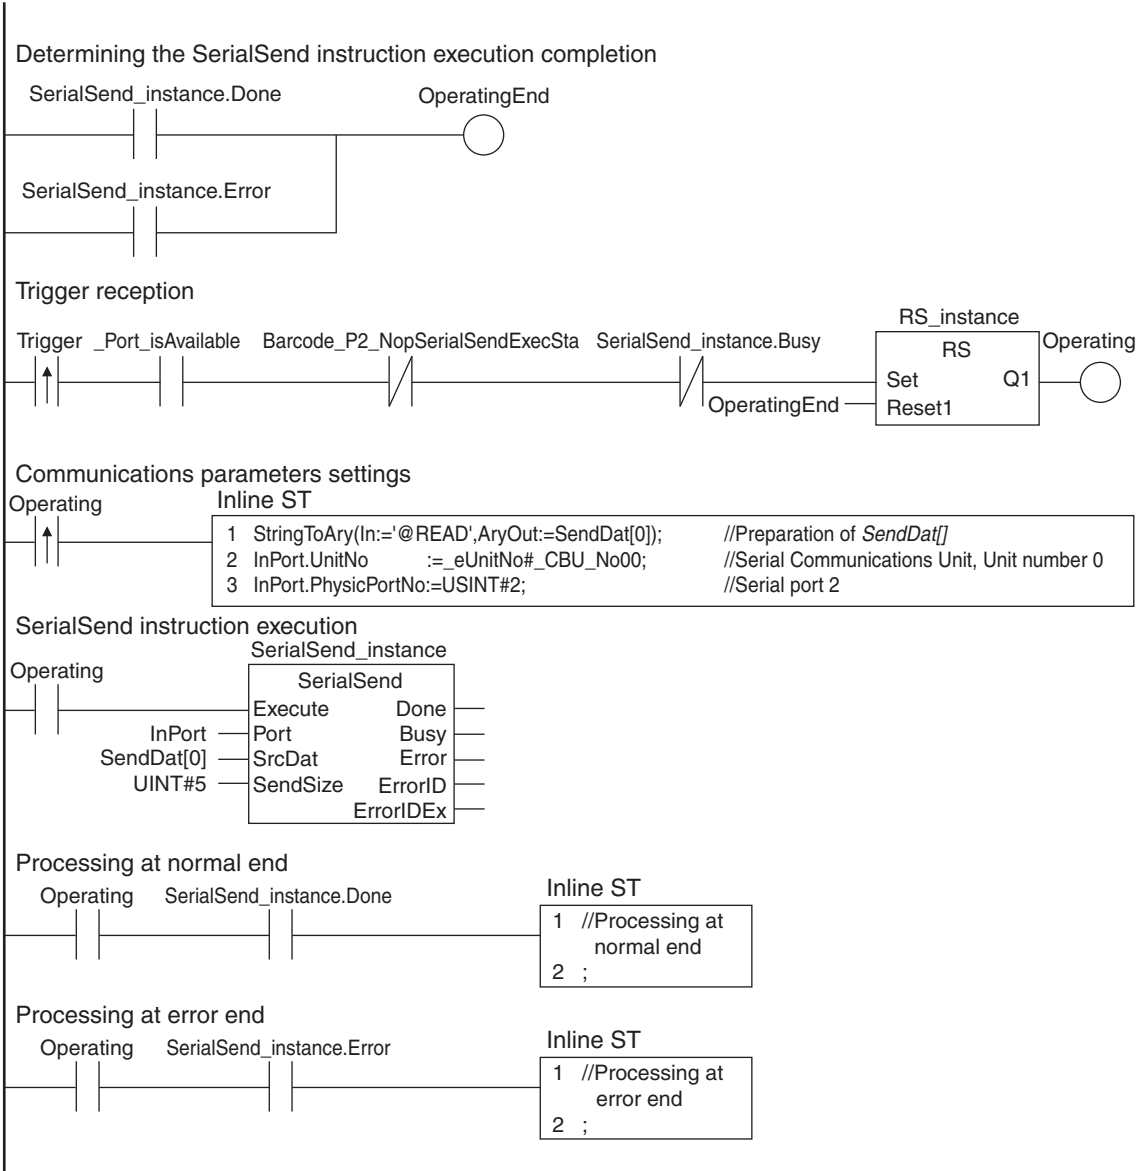 Determining the SerialSend instruction execution completion
SerialSend_instance.Done OperatingEnd
SerialSend_instance.Error
Trigger reception
RS_instance
Trigger _Port_isAvailable Barcode_P2_NopSerialSendExecSta SerialSend_instance.Busy RS Operating
Set Q1
OperatingEnd Reset1
Communications parameters settings
Operating Inline ST
1 StringToAry(In:='@READ',AryOut:=SendDat[0]); //Preparation of SendDat[]
2 InPort.UnitNo :=_eUnitNo#_CBU_No00; //Serial Communications Unit, Unit number 0
3 InPort.PhysicPortNo:=USINT#2; //Serial port 2
SerialSend instruction execution
SerialSend_instance
Operating SerialSend
Execute Done
InPort Port Busy
SendDat[0] SrcDat Error
UINT#5 SendSize ErrorID
ErrorIDEx
Processing at normal end
Operating SerialSend_instance.Done Inline ST
1 //Processing at
normal end
2 ;
Processing at error end
Operating SerialSend_instance.Error Inline ST
1 //Processing at
error end
2 ;